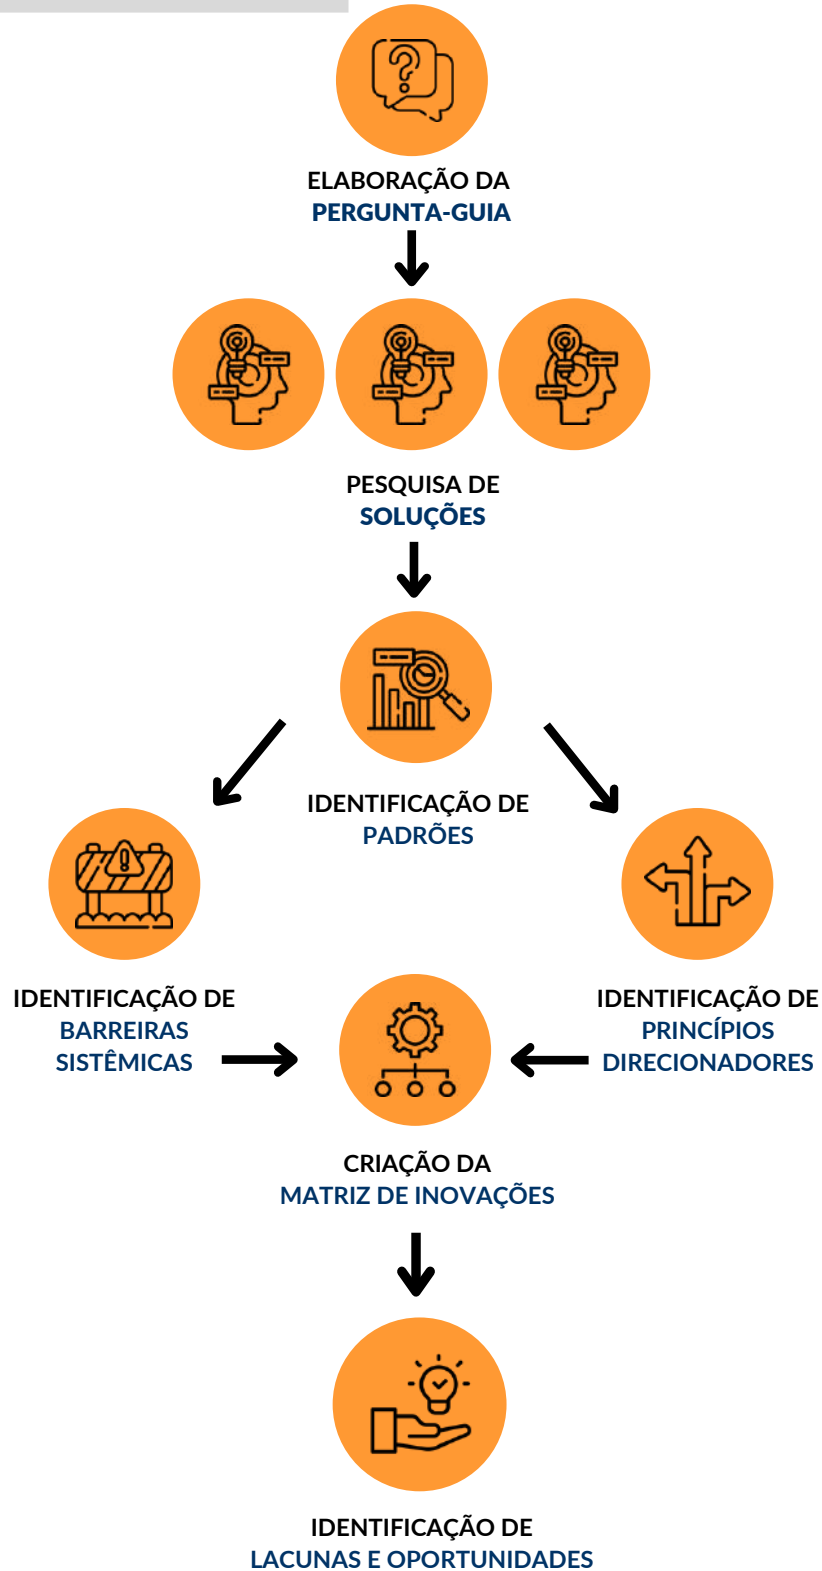 ELABORAÇÃO DA
PERGUNTA-GUIA
PESQUISA DE
SOLUÇÕES
IDENTIFICAÇÃO DE
PADRÕES
IDENTIFICAÇÃO DE
BARREIRAS
SISTÊMICAS
IDENTIFICAÇÃO DE
PRINCÍPIOS
DIRECIONADORES
CRIAÇÃO DA
MATRIZ DE INOVAÇÕES
IDENTIFICAÇÃO DE
LACUNAS E OPORTUNIDADES